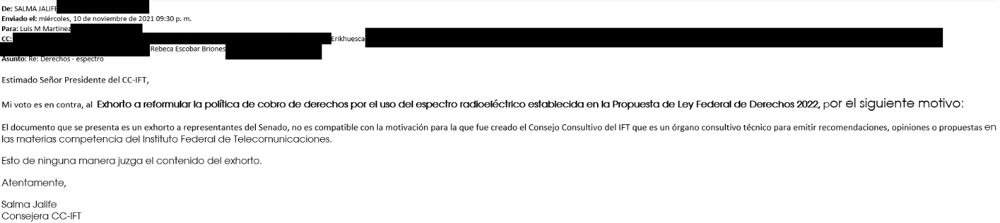 De: SALMA JALIFE
Enviado el: miércoles, 10 de noviembre de 2021 09:30 p. m.
Para: Luis M Martinez
CC: Erikhuesca
Rebeca Escobar Briones
Asunto: Re: Derechos - espectro
Estimado Señor Presidente del CC-IFT,
Mi voto es en contra, al Exhorto a reformular la política de cobro de derechos por el uso del espectro radioeléctrico establecida en la Propuesta de Ley Federal de Derechos 2022, por el siguiente motivo:
El documento que se presenta es un exhorto a representantes del Senado, no es compatible con la motivación para la que fue creado el Consejo Consultivo del IFT que es un órgano consultivo técnico para emitir recomendaciones, opiniones o propuestas en
las materias competencia del Instituto Federal de Telecomunicaciones.
Esto de ninguna manera juzga el contenido del exhorto.
Atentamente,
Salma Jalife
Consejera CC-IFT